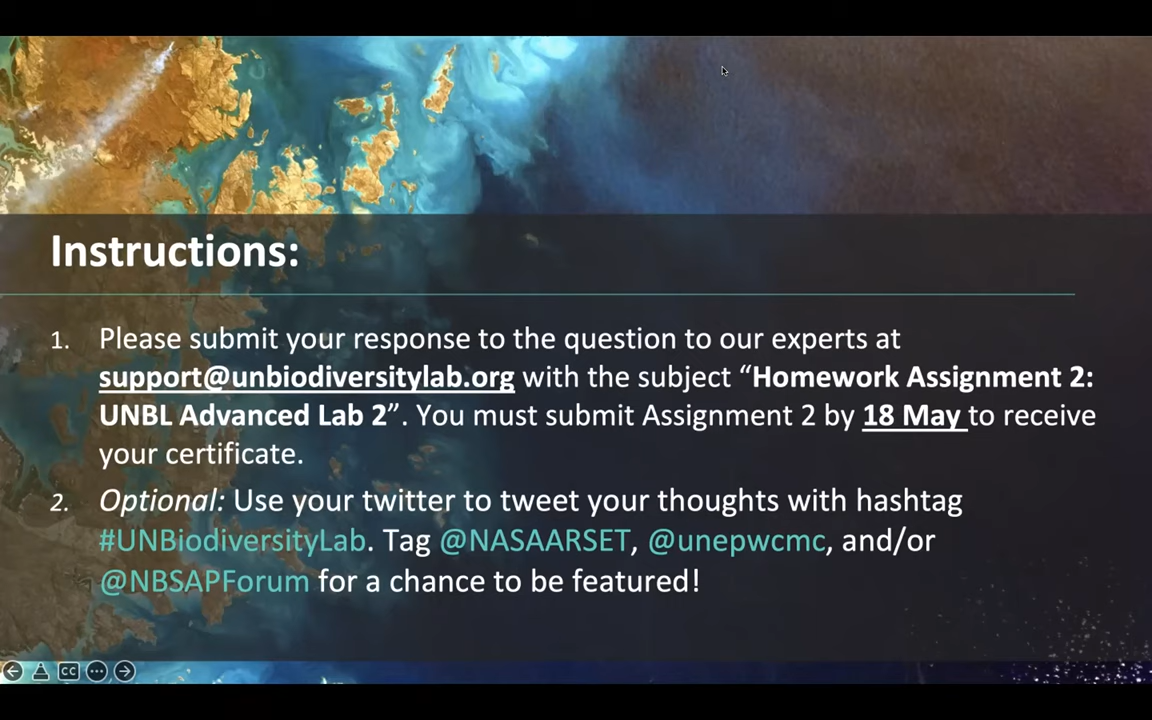 Instructions:
1. Please submit your response to the question to our experts at
support@unbiodiversitylab.org with the subject “Homework Assignment 2:
UNBL Advanced Lab 2”. You must submit Assignment 2 by 18 May to receive
your certificate.
2. Optional: Use your twitter to tweet your thoughts with hashtag
#UNBiodiversityLab. Tag @NASAARSET, @unepwcmc, and/or
@NBSAPForum for a chance to be featured!
CC